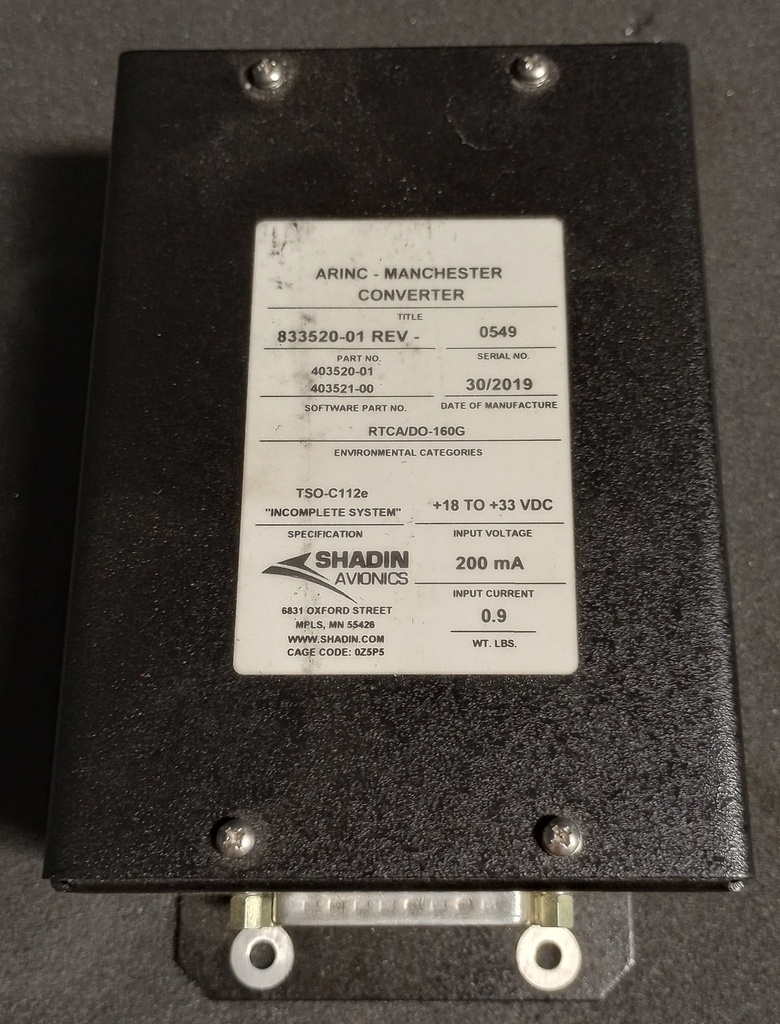 ARINC - MANCHESTER
CONVERTER
TITLE
833520-01 REV -
PART NO.
0549
SERIAL NO.
403520-01
403521-00
SOFTWARE PART NO.
30/2019
DATE OF MANUFACTURE
RTCA/DO-160G
ENVIRONMENTAL CATEGORIES
TSO-C112e
"INCOMPLETE SYSTEM"
SPECIFICATION
+18 TO +33 VDC
INPUT VOLTAGE
SHADIN
AVIONICS
200 mA
INPUT CURRENT
6831 OXFORD STREET
MPLS, MN 55426
WWW.SHADIN.COM
CAGE CODE: 0Z5P5
0.9
WT. LBS.